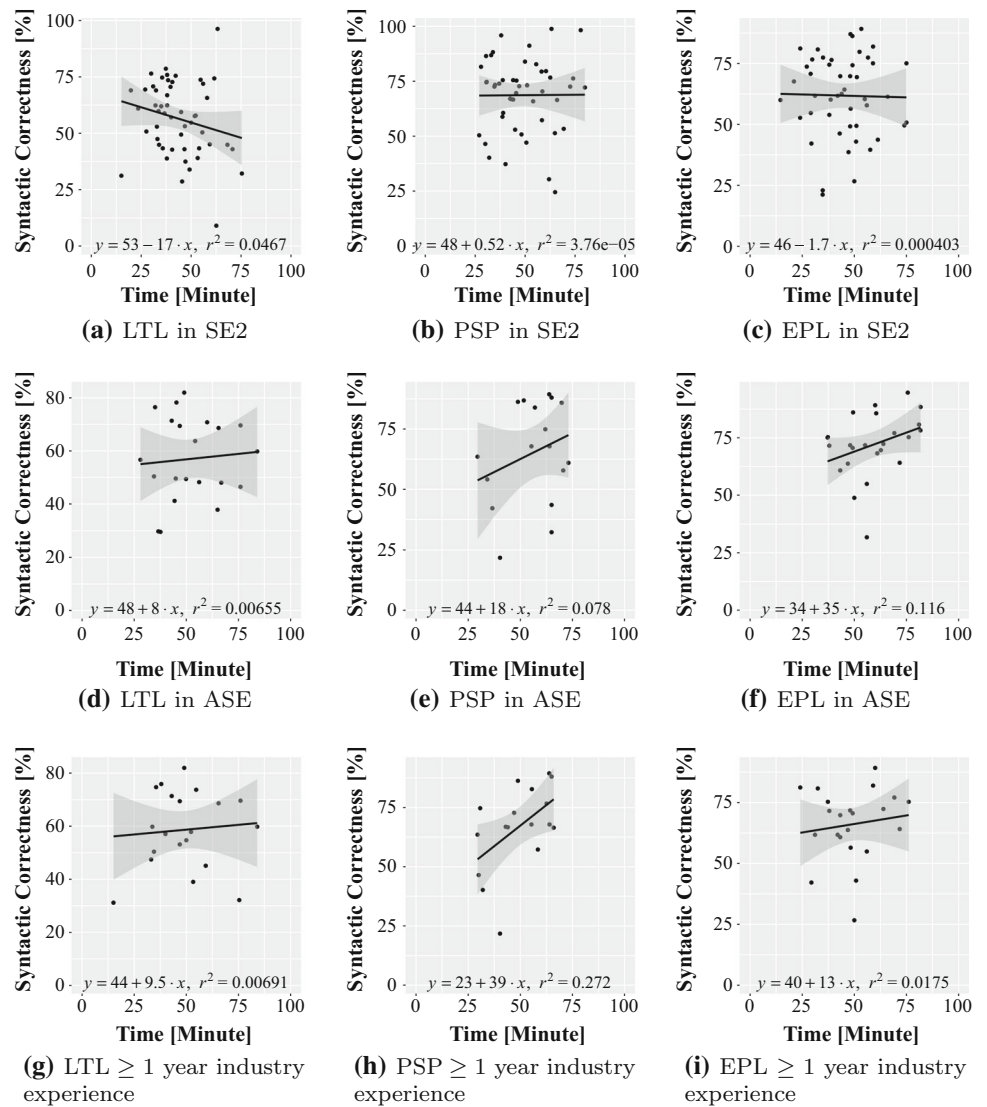 Syntactic Correctness [%]
100
75
50
25
0
y = 53 − 17 · x, r² = 0.0467
0 25 50 75 100
Time [Minute]
(a) LTL in SE2
Syntactic Correctness [%]
100
75
50
25
0
y = 48 + 0.52 · x, r² = 3.76e−05
0 25 50 75 100
Time [Minute]
(b) PSP in SE2
Syntactic Correctness [%]
75
50
25
0
y = 46 − 1.7 · x, r² = 0.000403
0 25 50 75 100
Time [Minute]
(c) EPL in SE2
Syntactic Correctness [%]
80
60
40
20
0
y = 48 + 8 · x, r² = 0.00655
0 25 50 75 100
Time [Minute]
(d) LTL in ASE
Syntactic Correctness [%]
75
50
25
0
y = 44 + 18 · x, r² = 0.078
0 25 50 75 100
Time [Minute]
(e) PSP in ASE
Syntactic Correctness [%]
75
50
25
0
y = 34 + 35 · x, r² = 0.116
0 25 50 75 100
Time [Minute]
(f) EPL in ASE
Syntactic Correctness [%]
80
60
40
20
0
y = 44 + 9.5 · x, r² = 0.00691
0 25 50 75 100
Time [Minute]
(g) LTL ≥ 1 year industry
experience
Syntactic Correctness [%]
75
50
25
0
y = 23 + 39 · x, r² = 0.272
0 25 50 75 100
Time [Minute]
(h) PSP ≥ 1 year industry
experience
Syntactic Correctness [%]
75
50
25
0
y = 40 + 13 · x, r² = 0.0175
0 25 50 75 100
Time [Minute]
(i) EPL ≥ 1 year industry
experience